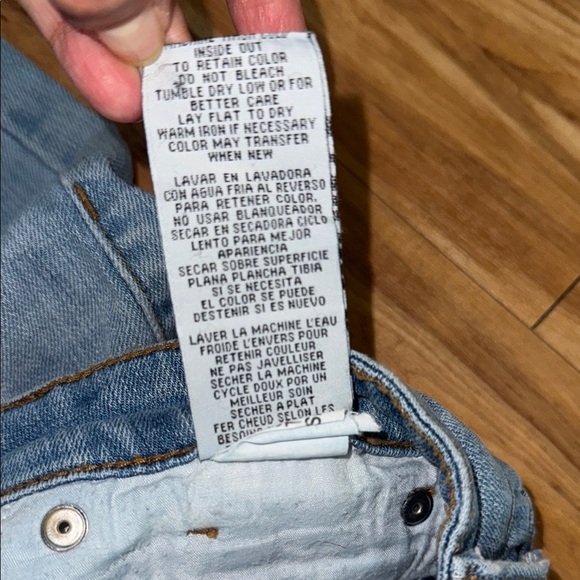 INSIDE OUT
TO RETAIN COLOR
DO NOT BLEACH
TUMBLE DRY LOW OR FOR
BETTER CARE
LAY FLAT TO DRY
WARM IRON IF NECESSARY
COLOR MAY TRANSFER
WHEN NEW
LAVAR EN LAVADORA
CON AGUA FRIA AL REVERSO
PARA RETENER COLOR.
NO USAR BLANQUEADOR
SECAR EN SECADORA CICLO
LENTO PARA MEJOR
APARIENCIA
SECAR SOBRE SUPERFICIE
PLANA PLANCHA TIBIA
SI SE NECESITA
EL COLOR SE PUEDE
DESTENIR SI ES NUEVO
LAVER LA MACHINE L'EAU
FROIDE L'ENVERS POUR
RETENIR COULEUR
NE PAS JAVELLISER
SECHER LA MACHINE
CYCLE DOUX POR UN
MEILLEUR SOIN
SECHER A PLAT
FER CHEUD SELON LES